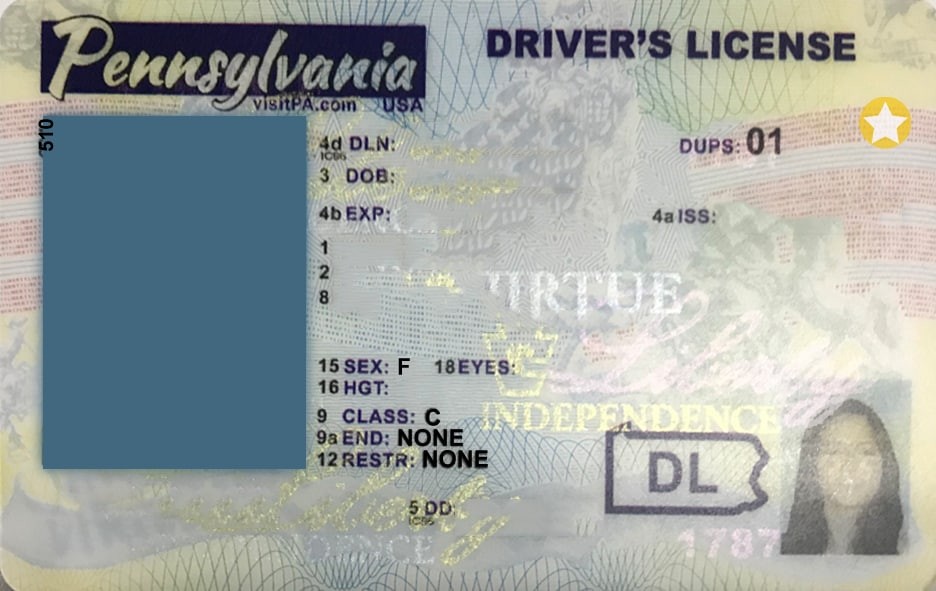 Pennsylvania
visitPA.com USA
DRIVER'S LICENSE
510
4d DLN:
DUPS: 01
3 DOB:
4b EXP:
4a ISS:
1
2
8
VIRTUE
15 SEX: F 18 EYES:
16 HGT:
Liberty
9 CLASS: C
INDEPENDENCE
9a END: NONE
12 RESTR: NONE
DL
5 DD:
1787